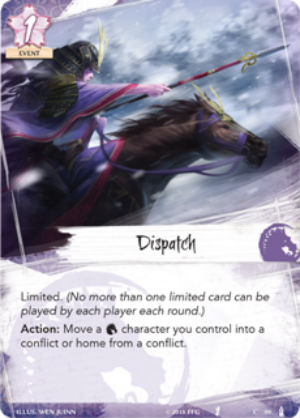 1
EVENT
Dispatch
Limited. (No more than one limited card can be
played by each player each round.)
Action: Move a character you control into a
conflict or home from a conflict.
ILLUS. WEN JUINN
©2018 FFG